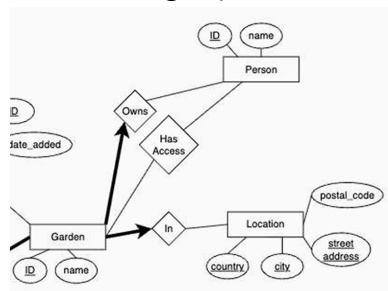 ID
name
Person
Owns
date_added
Has
Access
postal_code
In
Location
Garden
street
address
ID
name
country
city